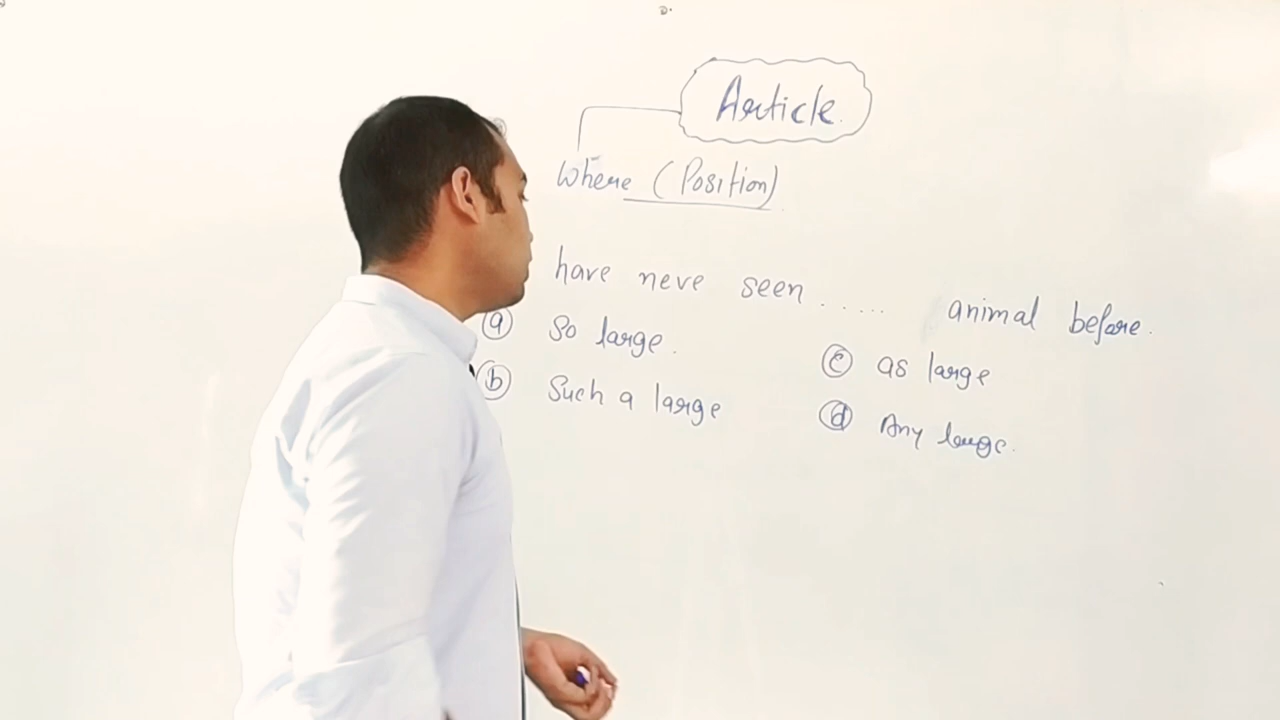 Article.
Where (Position)
have neve seen ..... animal before.
(a) So large.
(b) Such a large
(c) as large
(d) Any large.